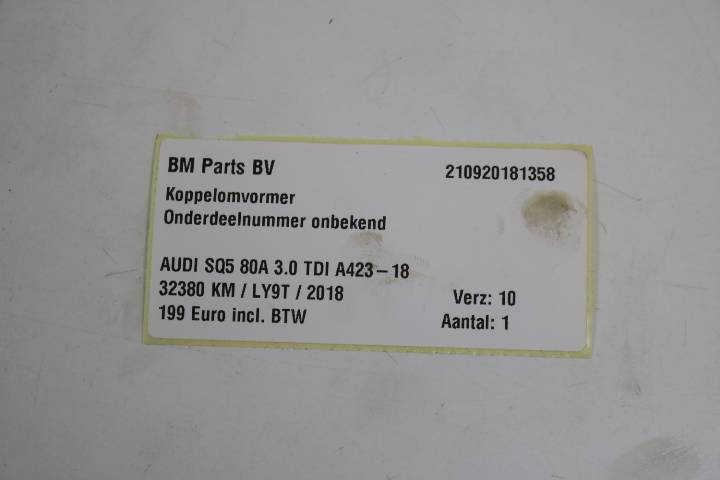 BM Parts BV 210920181358
Koppelomvormer
Onderdeelnummer onbekend
AUDI SQ5 80A 3.0 TDI A423-18
32380 KM / LY9T / 2018 Verz: 10
199 Euro incl. BTW Aantal: 1